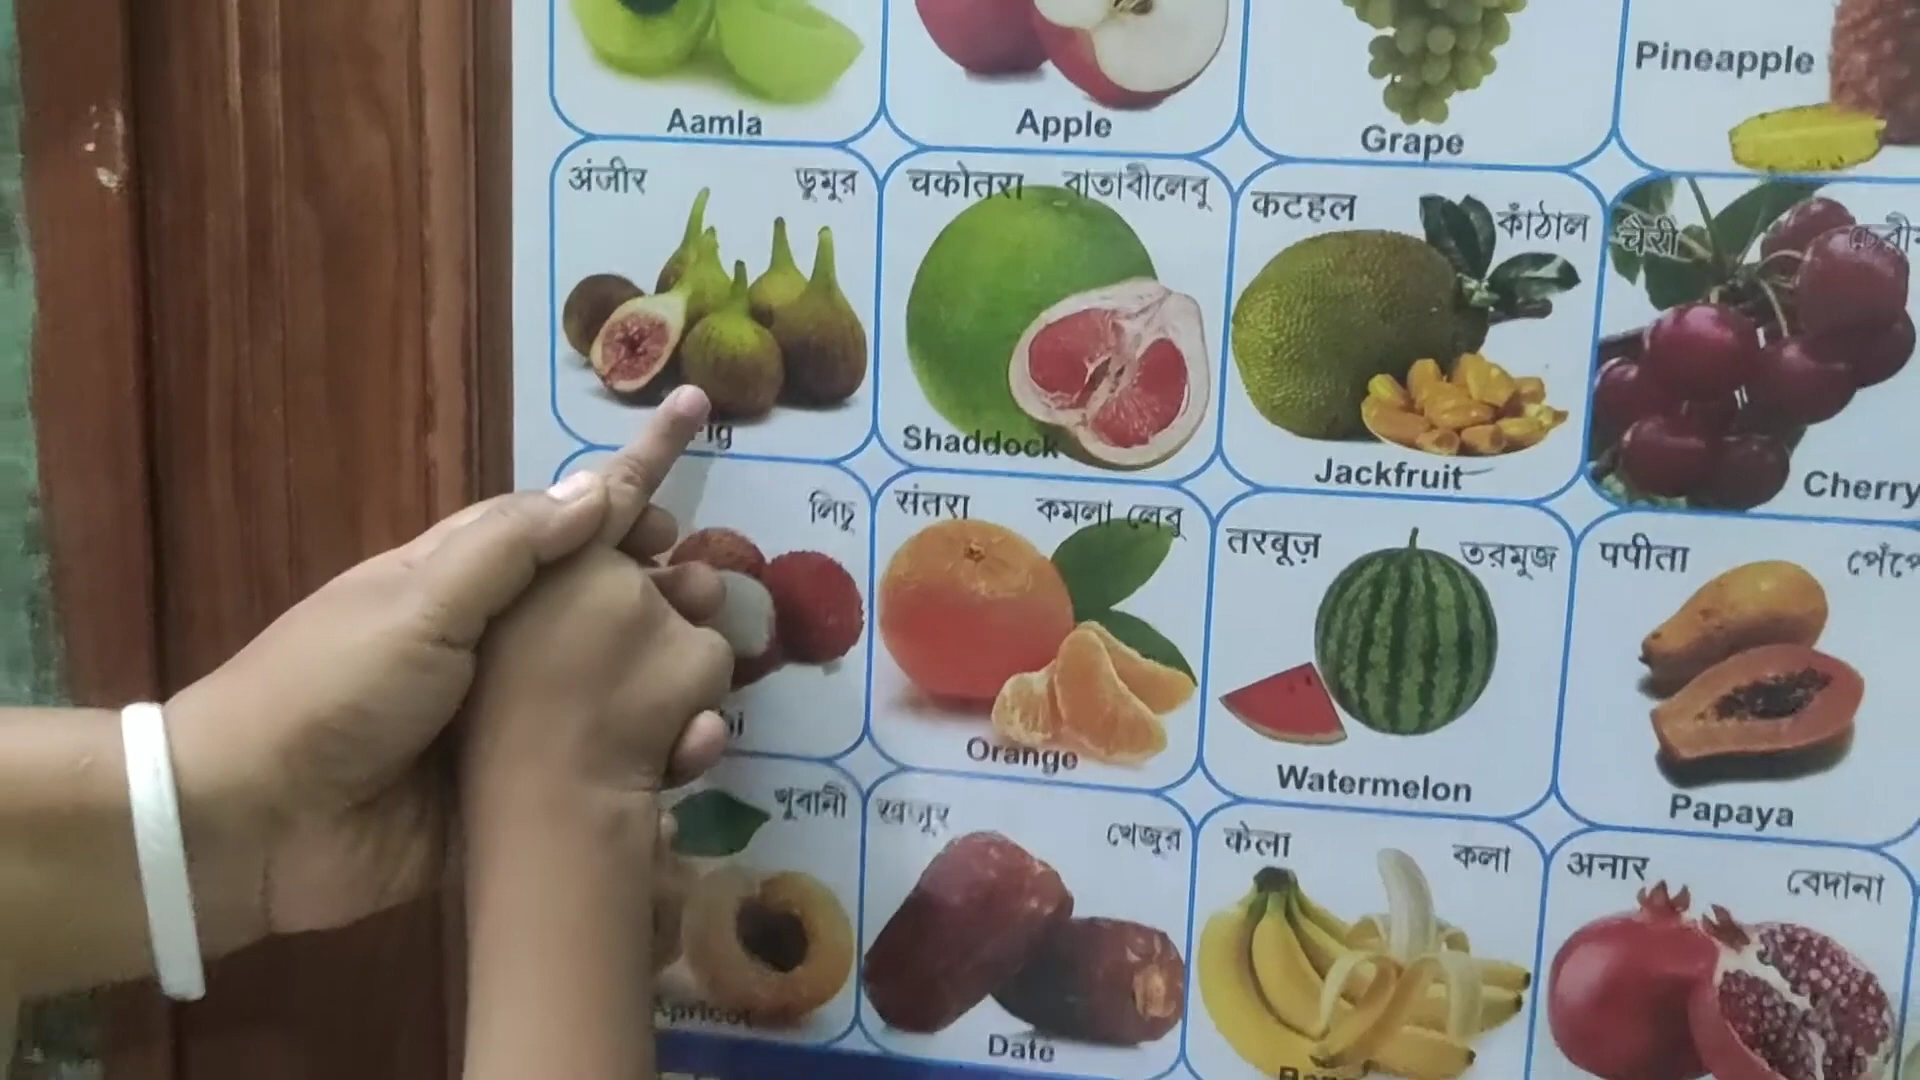 Aamla
Apple
Grape
Pineapple
अंजीर
ডুমুর
चकोतरा
বাতাবীলেবু
Shaddock
कटहल
কাঁঠাল
Jackfruit
चैरी
Cherry
লিচু
संतरा
কমলা লেবু
Orange
तरबूज़
তরমুজ
Watermelon
पपीता
Papaya
খুবানী
Apricot
खजूर
খেজুর
Date
केला
কলা
अनार
বেদানা